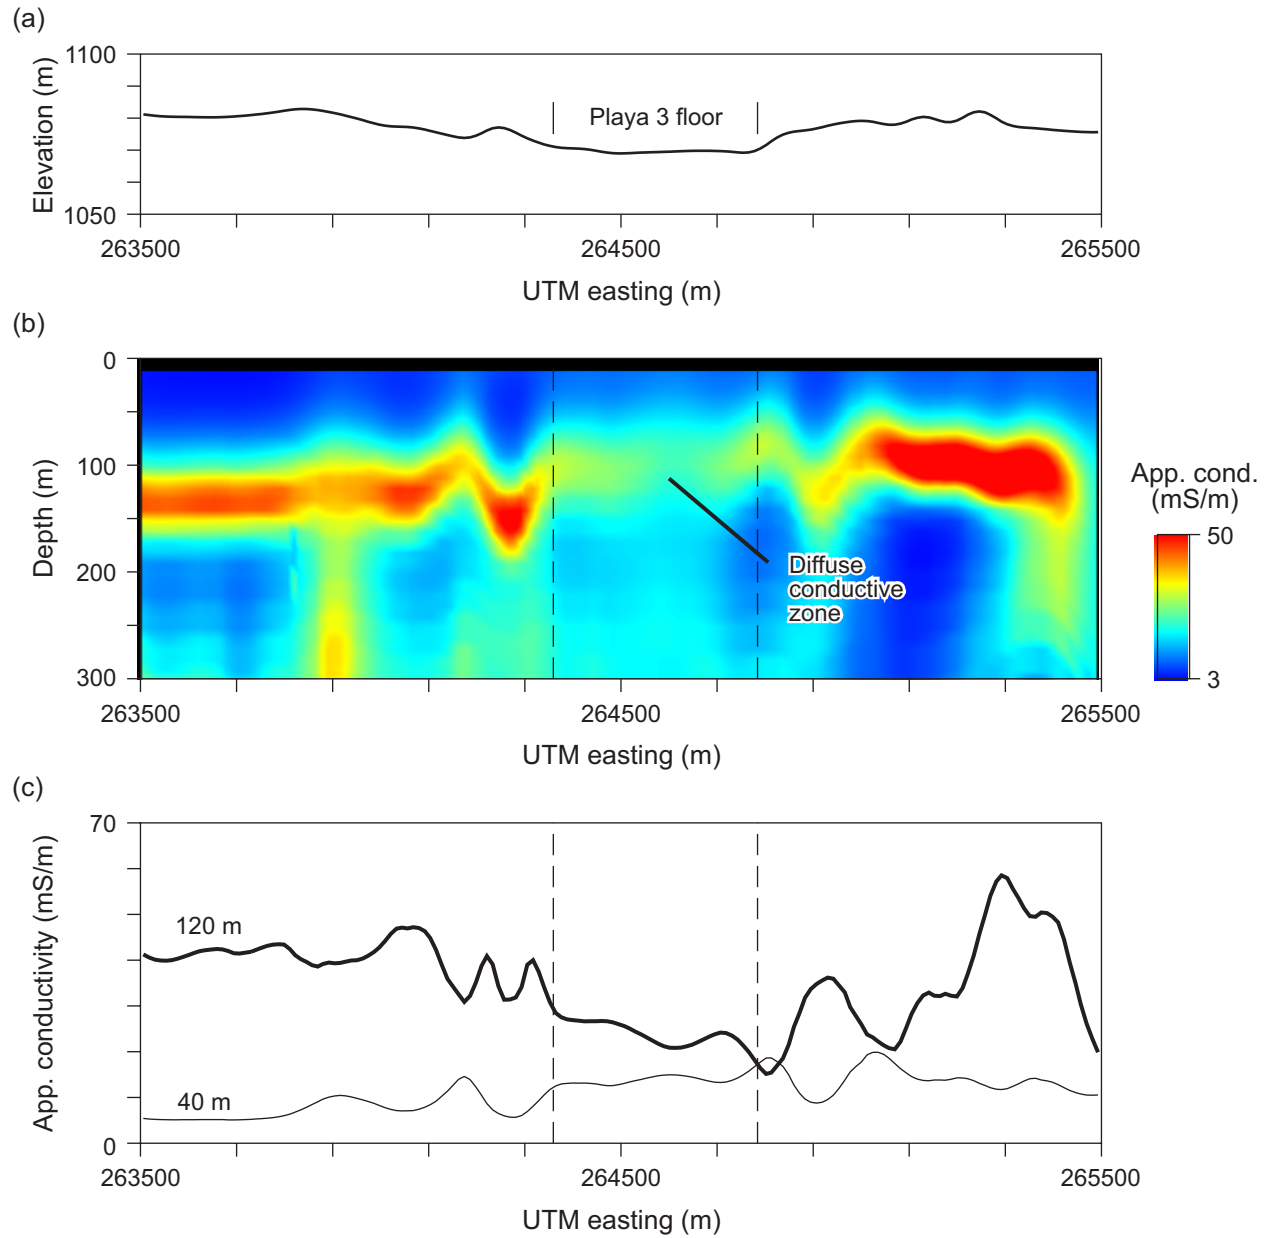 (a)
1100
Elevation (m)
Playa 3 floor
1050
263500
264500
265500
UTM easting (m)
(b)
0
100
Depth (m)
200
300
Diffuse
conductive
zone
App. cond.
(mS/m)
50
3
263500
264500
265500
UTM easting (m)
(c)
70
App. conductivity (mS/m)
120 m
40 m
0
263500
264500
265500
UTM easting (m)